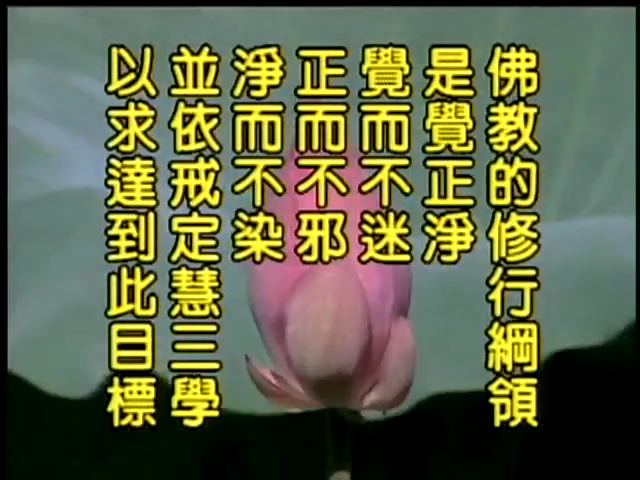 佛教的修行綱領
是覺正淨
覺而不迷
正而不邪
淨而不染
並依戒定慧三學
以求達到此目標